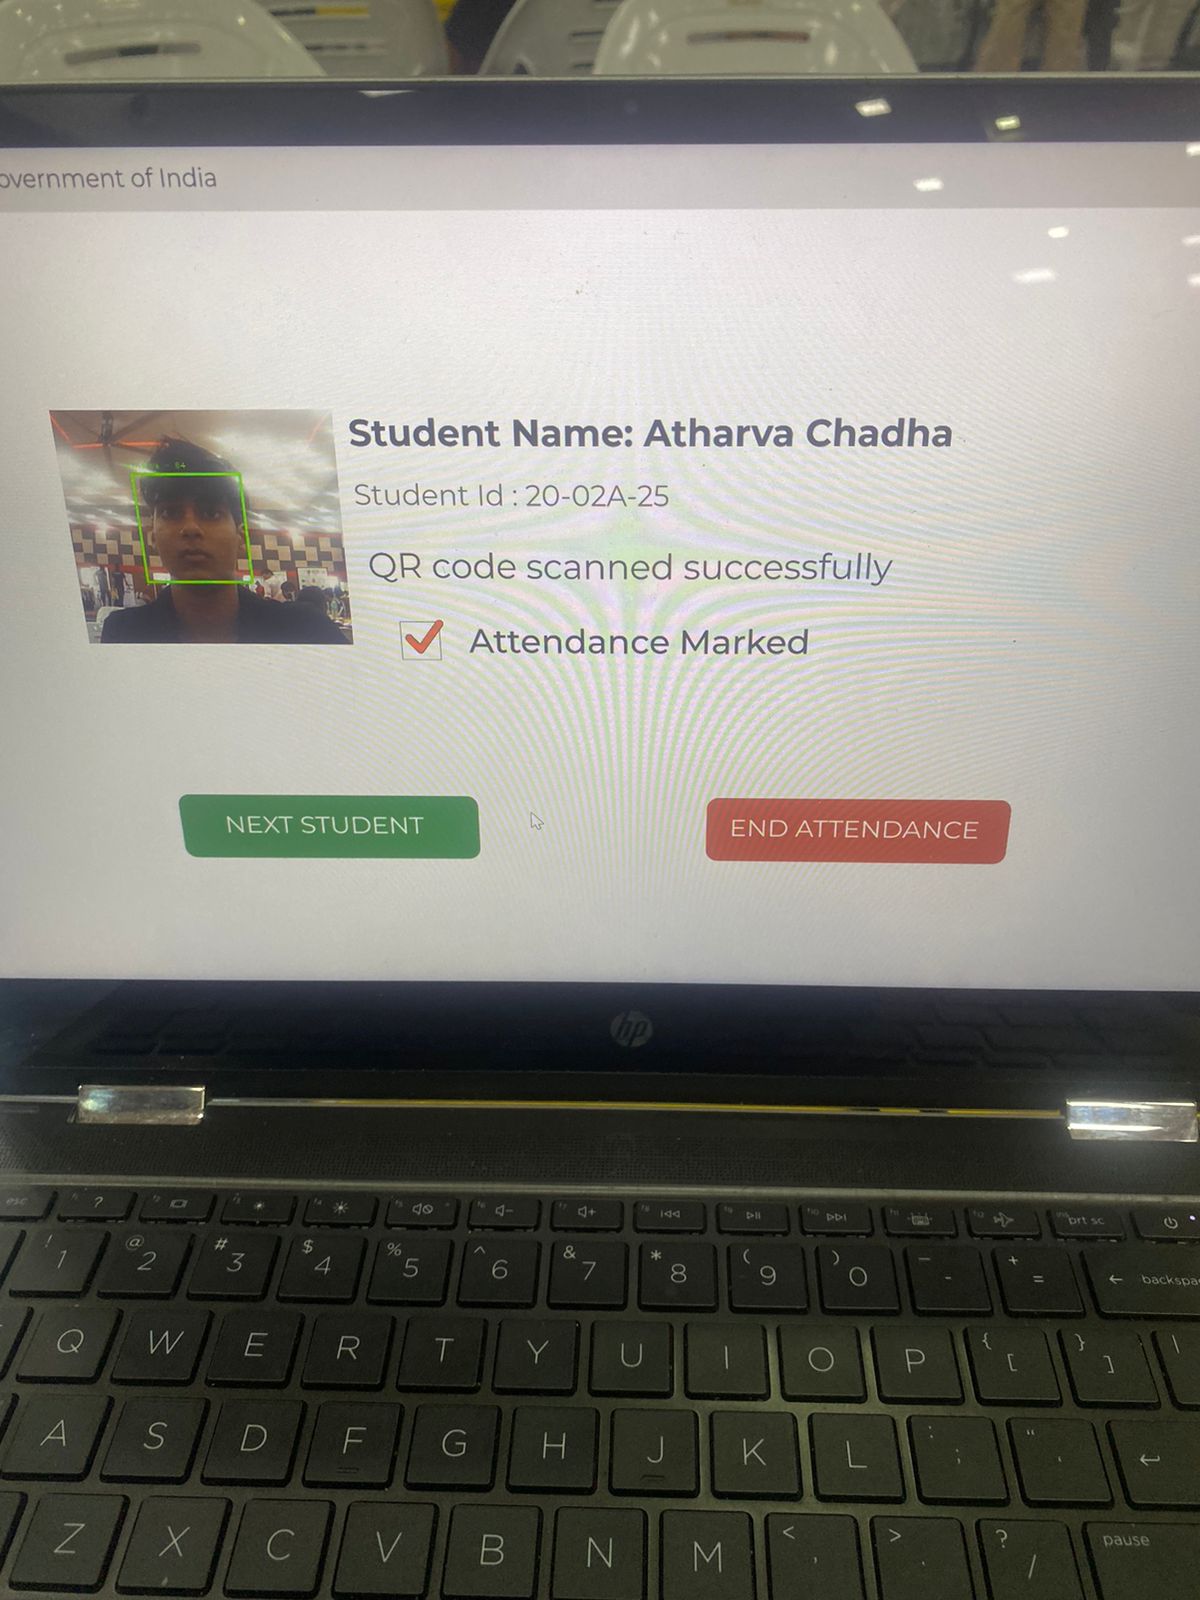 overnment of India
Student Name: Atharva Chadha
Student Id : 20-02A-25
QR code scanned successfully
Attendance Marked
NEXT STUDENT
END ATTENDANCE
hp
esc ? prt sc
! 1 @ 2 # 3 $ 4 % 5 ^ 6 & 7 * 8 ( 9 ) 0 _ - + = ← backspa
Q W E R T Y U I O P { [ } ] |
A S D F G H J K L : ; " '
Z X C V B N M < , > . ? / pause